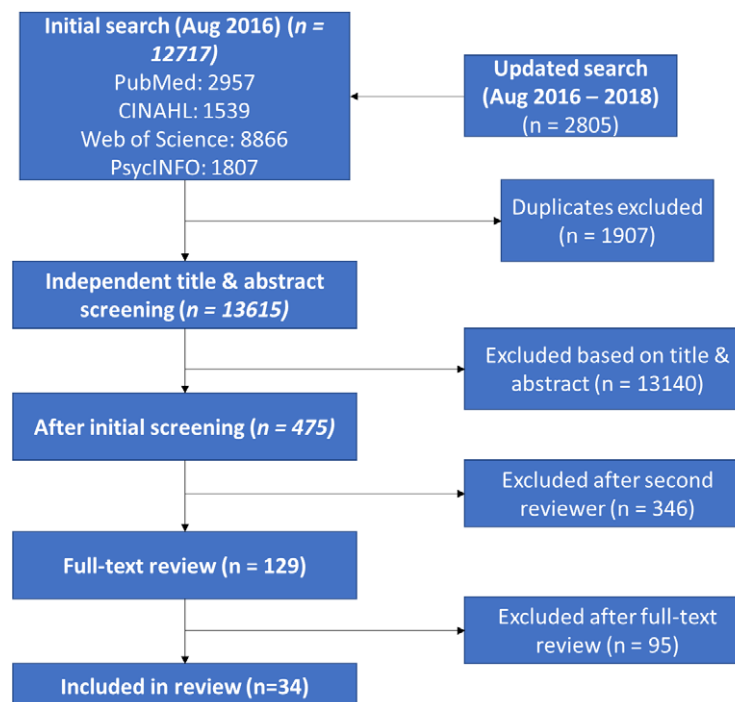 Initial search (Aug 2016) (n =
12717)
PubMed: 2957
CINAHL: 1539
Web of Science: 8866
PsycINFO: 1807
Updated search
(Aug 2016 – 2018)
(n = 2805)
Duplicates excluded
(n = 1907)
Independent title & abstract
screening (n = 13615)
Excluded based on title &
abstract (n = 13140)
After initial screening (n = 475)
Excluded after second
reviewer (n = 346)
Full-text review (n = 129)
Excluded after full-text
review (n = 95)
Included in review (n=34)